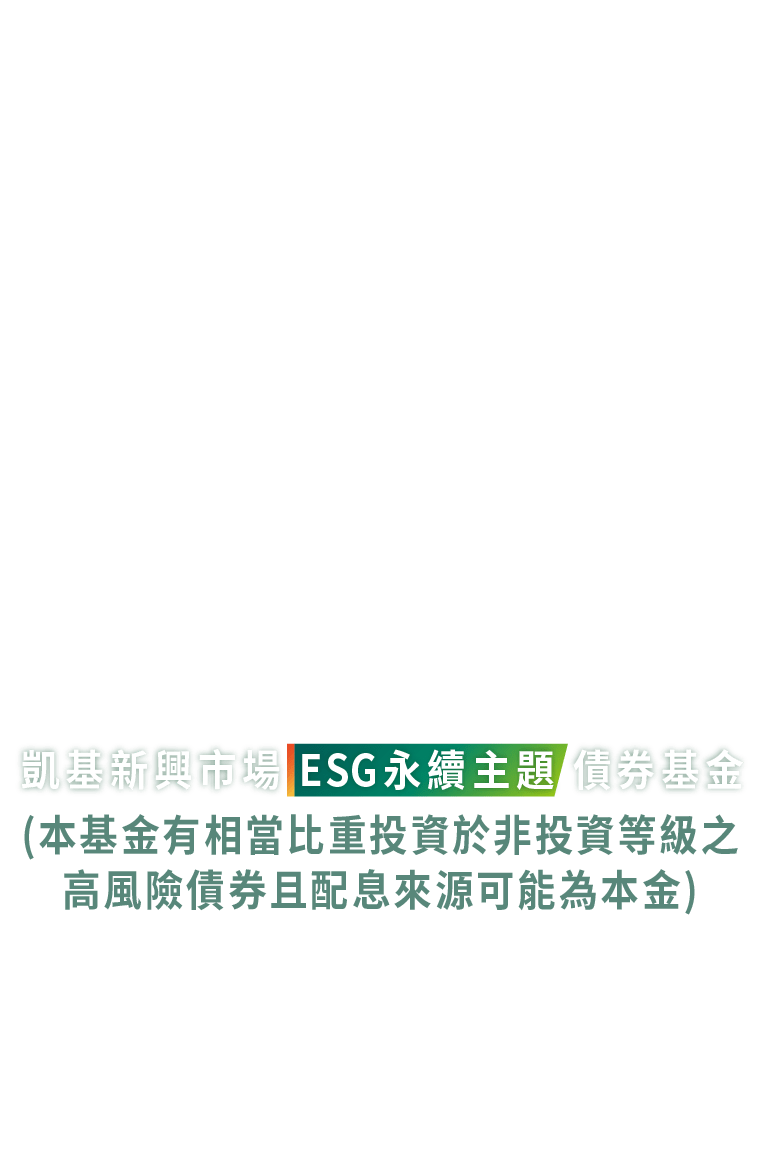 凱基新興市場ESG永續主題債券基金
(本基金有相當比重投資於非投資等級之
高風險債券且配息來源可能為本金)